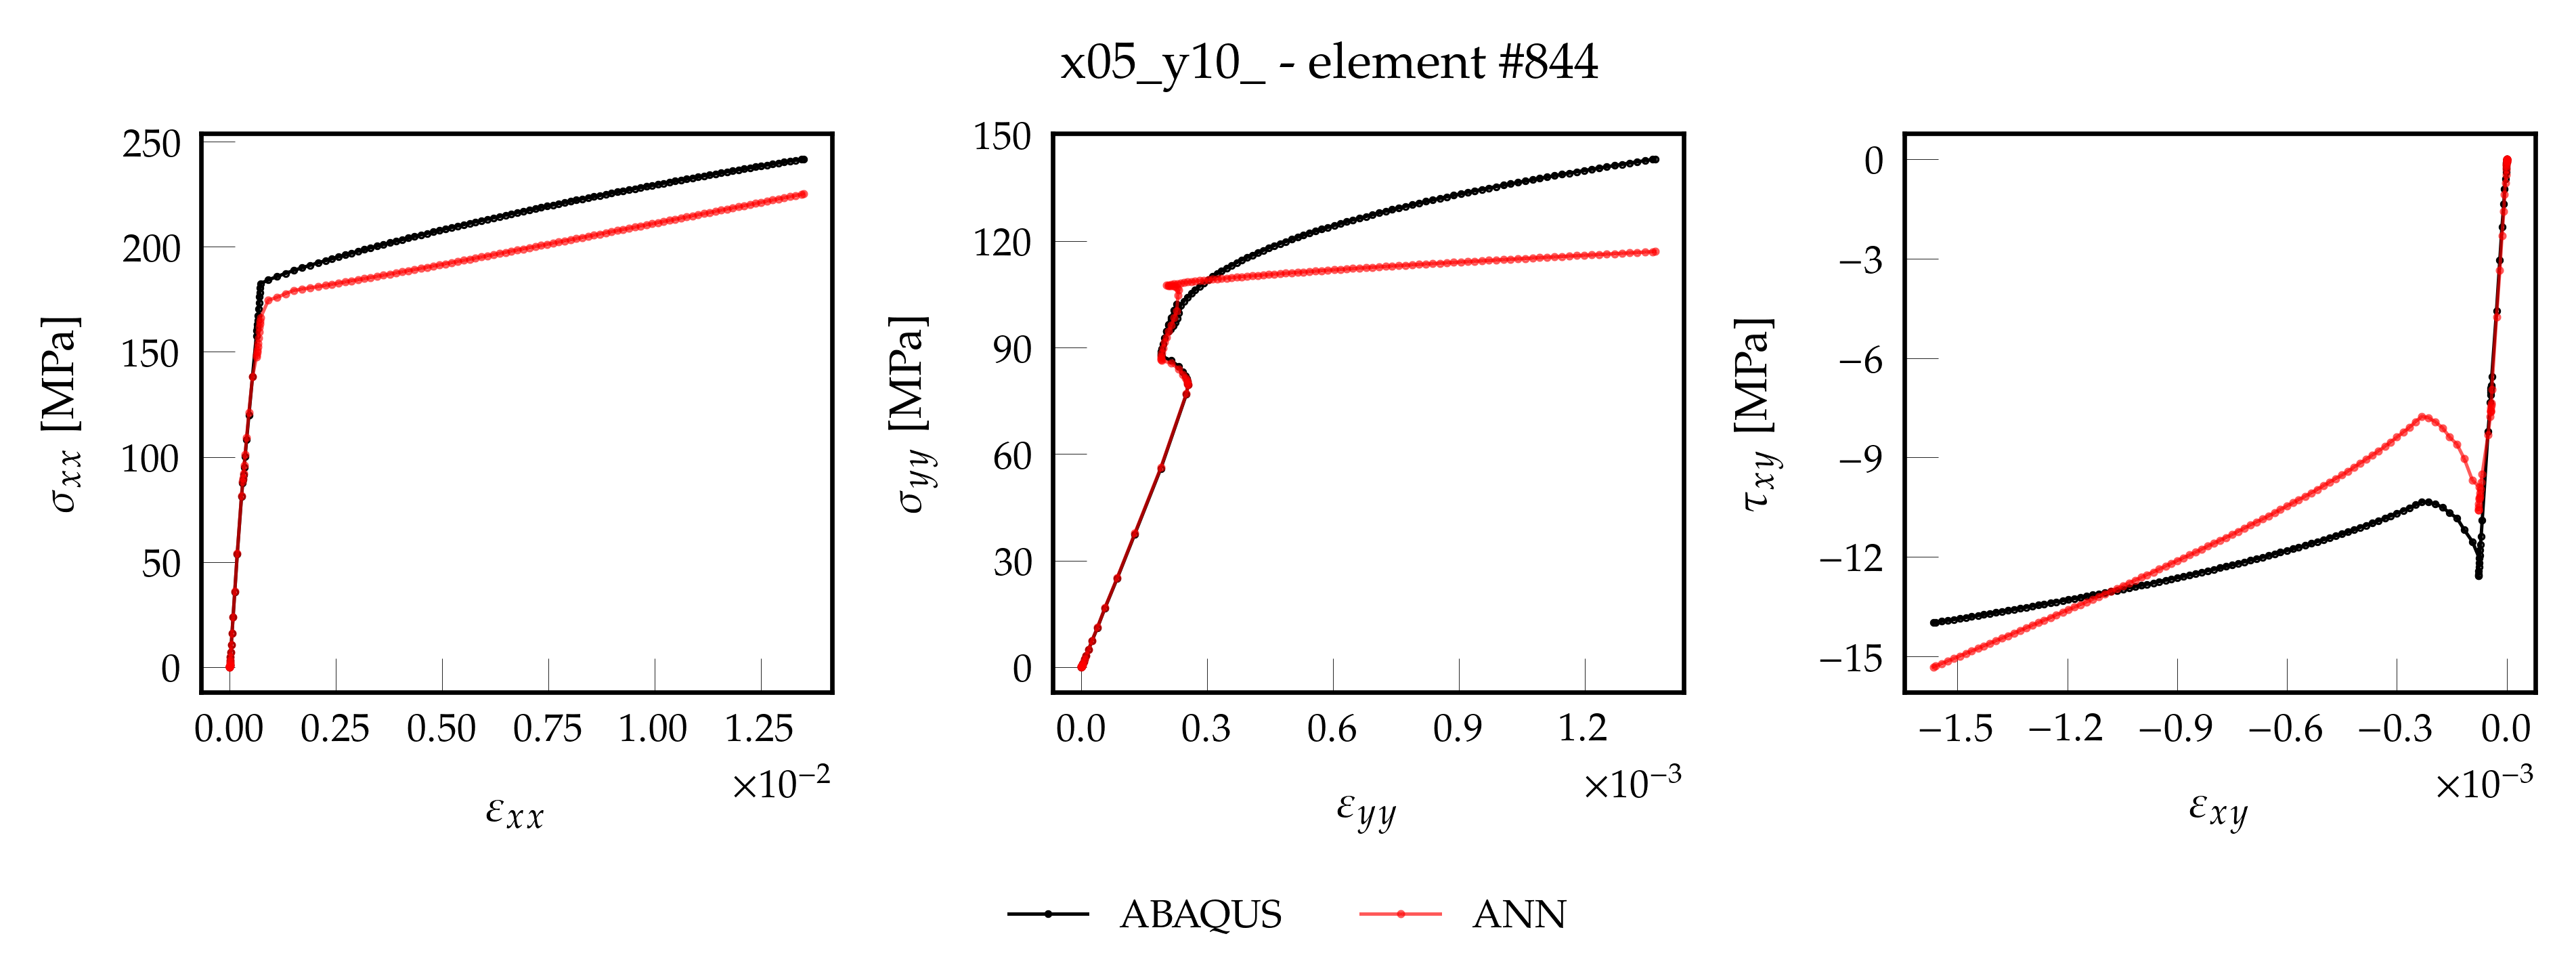 x05_y10_ - element #844
250
200
150
100
50
0
σxx [MPa]
0.00 0.25 0.50 0.75 1.00 1.25
×10−2
εxx
150
120
90
60
30
0
σyy [MPa]
0.0 0.3 0.6 0.9 1.2
×10−3
εyy
0
−3
−6
−9
−12
−15
τxy [MPa]
−1.5 −1.2 −0.9 −0.6 −0.3 0.0
×10−3
εxy
ABAQUS ANN